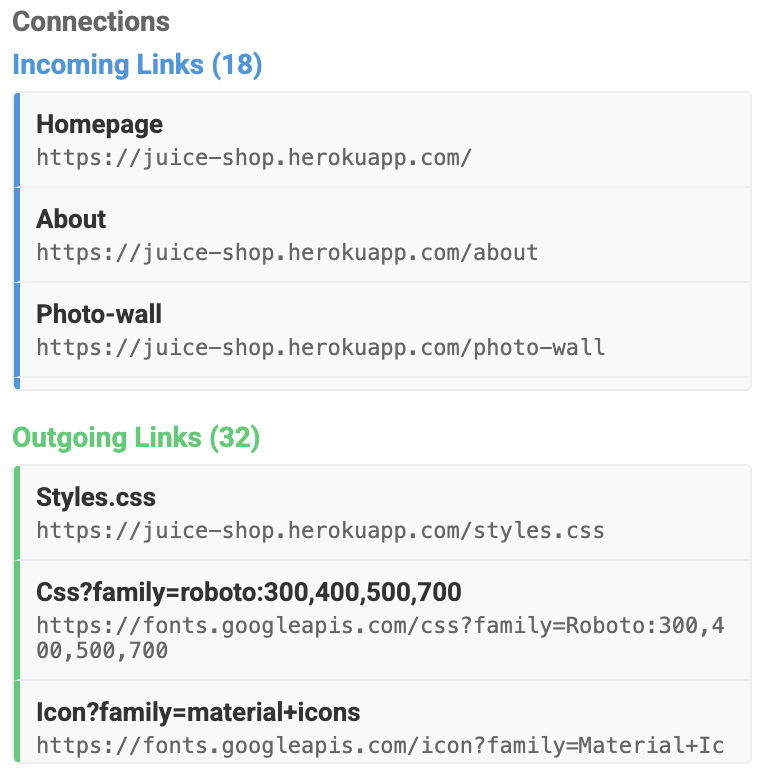 Connections
Incoming Links (18)
Homepage
https://juice-shop.herokuapp.com/
About
https://juice-shop.herokuapp.com/about
Photo-wall
https://juice-shop.herokuapp.com/photo-wall
Outgoing Links (32)
Styles.css
https://juice-shop.herokuapp.com/styles.css
Css?family=roboto:300,400,500,700
https://fonts.googleapis.com/css?family=Roboto:300,4
00,500,700
Icon?family=material+icons
https://fonts.googleapis.com/icon?family=Material+Ic